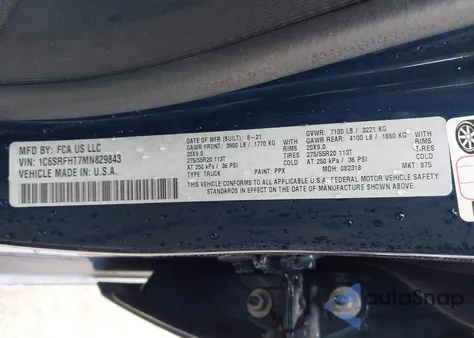 MFD BY: FCA US LLC
VIN: 1C6SRFHT7MN829843
VEHICLE MADE IN: U.S.A.
DATE OF MFR (BUILT): 8-21
GAWR FRONT: 3900 LB / 1770 KG WITH
20X9.0 RIMS
275/55R20 113T TIRES
AT 250 kPa / 36 PSI COLD
TYPE: TRUCK PAINT: PPX
GVWR: 7100 LB / 3221 KG
GAWR REAR: 4100 LB / 1860 KG WITH
20X9.0 RIMS
275/55R20 113T TIRES
AT 250 kPa / 36 PSI COLD
MDH: 082318 MKT: 975
THIS VEHICLE CONFORMS TO ALL APPLICABLE U.S.A. FEDERAL MOTOR VEHICLE SAFETY
STANDARDS IN EFFECT ON THE DATE OF MANUFACTURE SHOWN ABOVE.
autoSnap